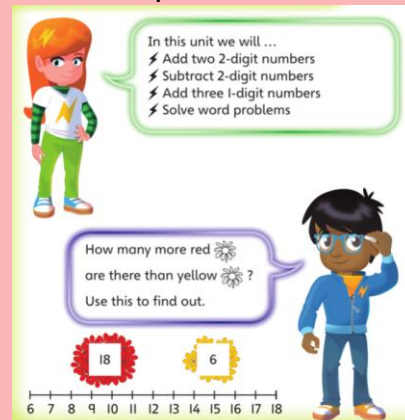 In this unit we will ...
Add two 2-digit numbers
Subtract 2-digit numbers
Add three 1-digit numbers
Solve word problems
How many more red
are there than yellow ?
Use this to find out.
18 6
6 7 8 9 10 11 12 13 14 15 16 17 18